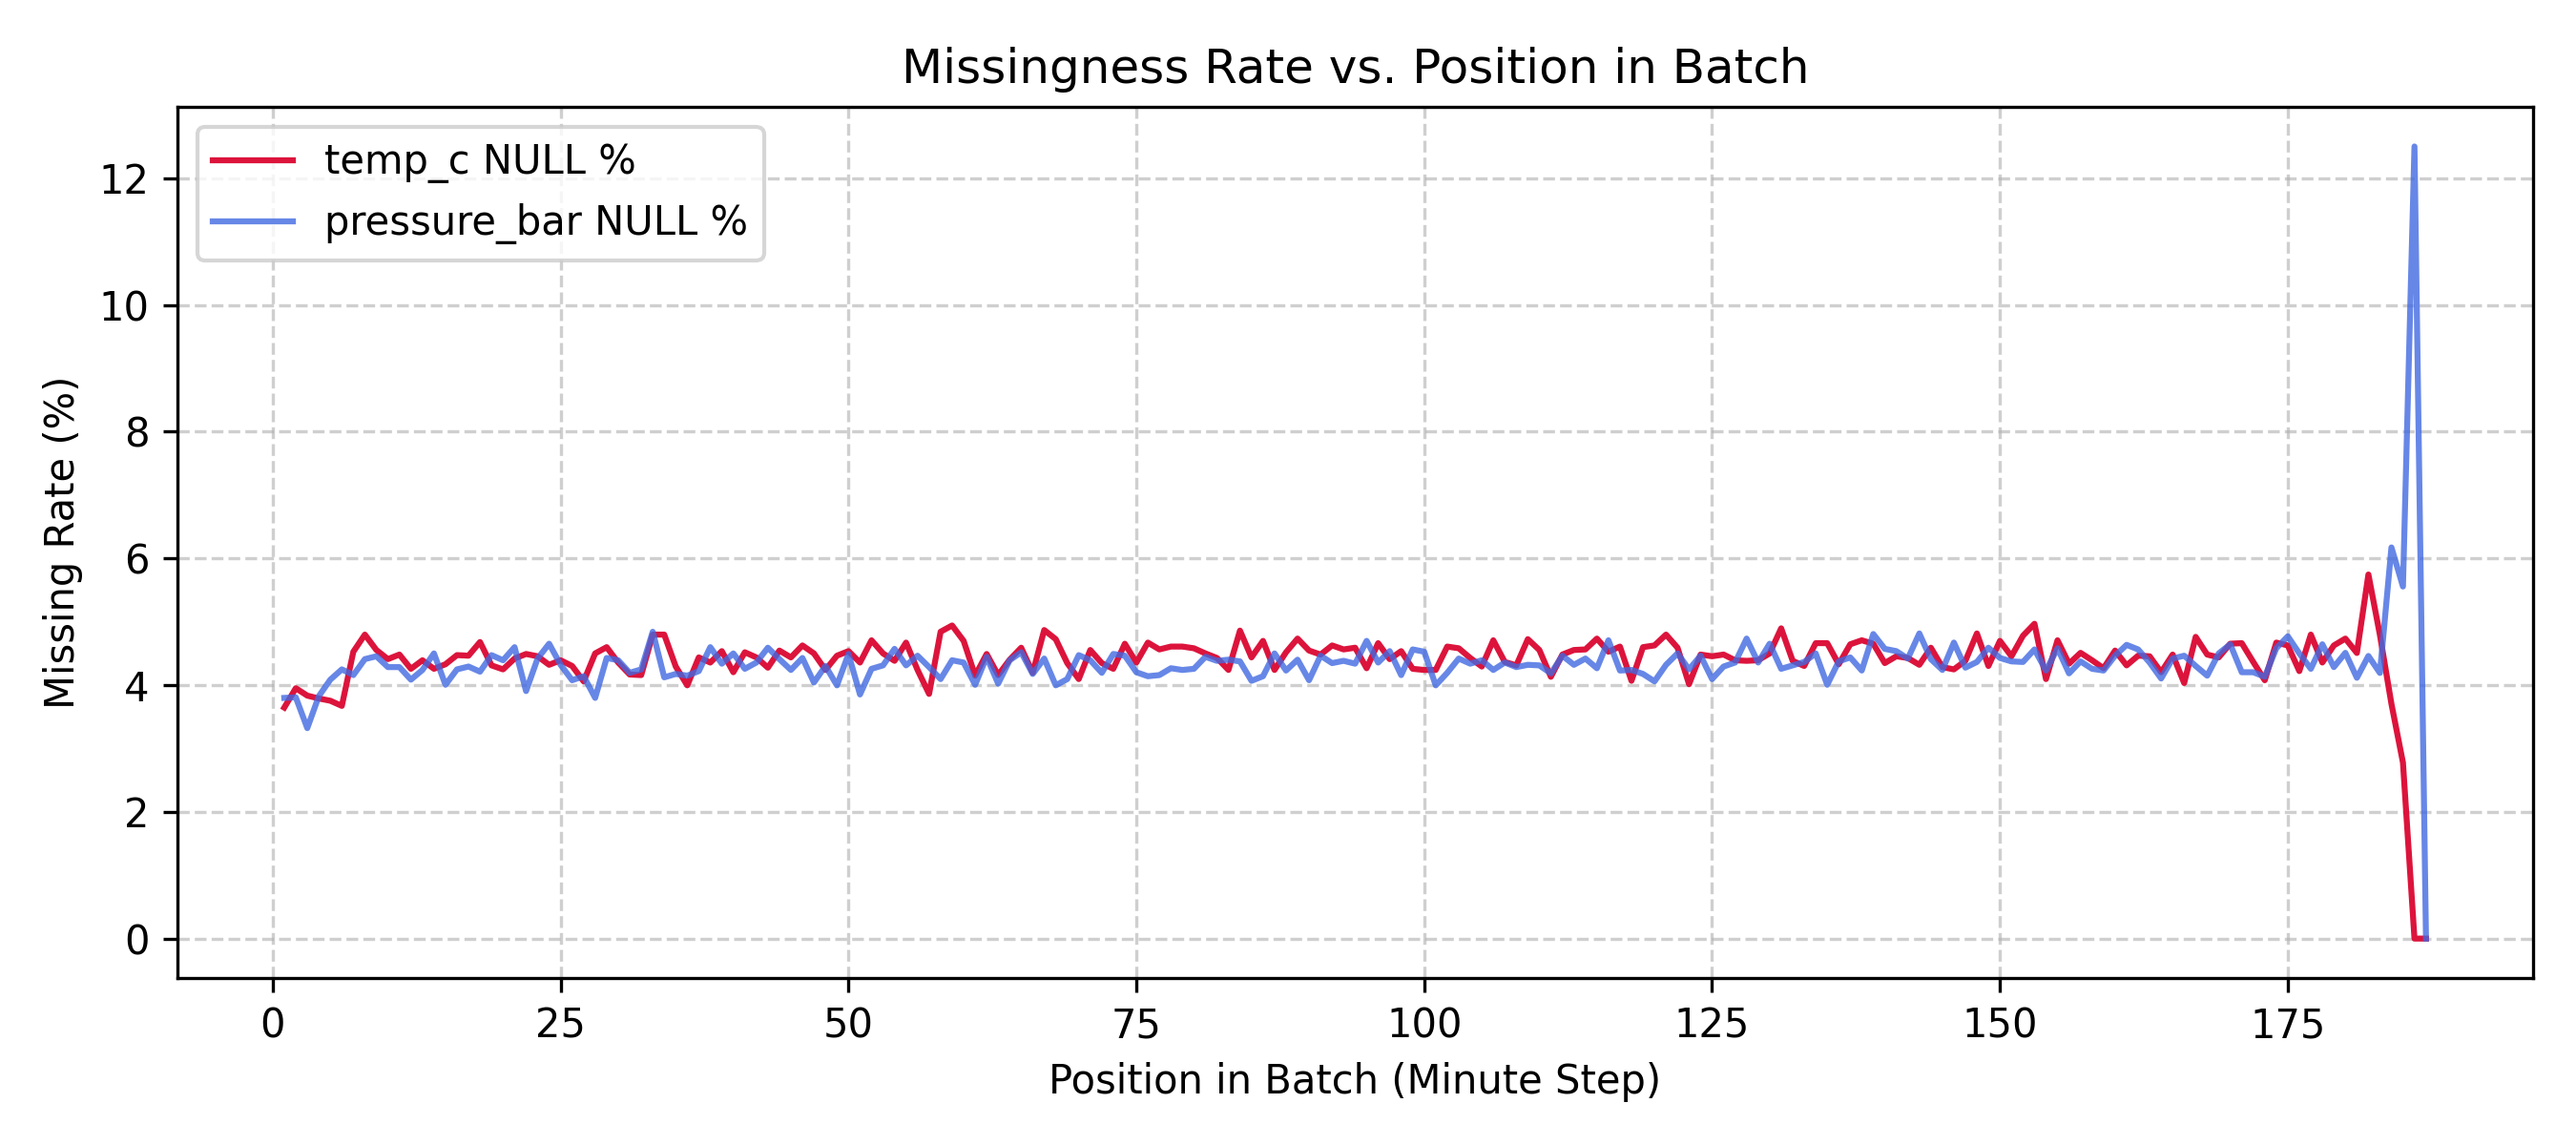 Missingness Rate vs. Position in Batch
temp_c NULL %
pressure_bar NULL %
Missing Rate (%)
12
10
8
6
4
2
0
0 25 50 75 100 125 150 175
Position in Batch (Minute Step)